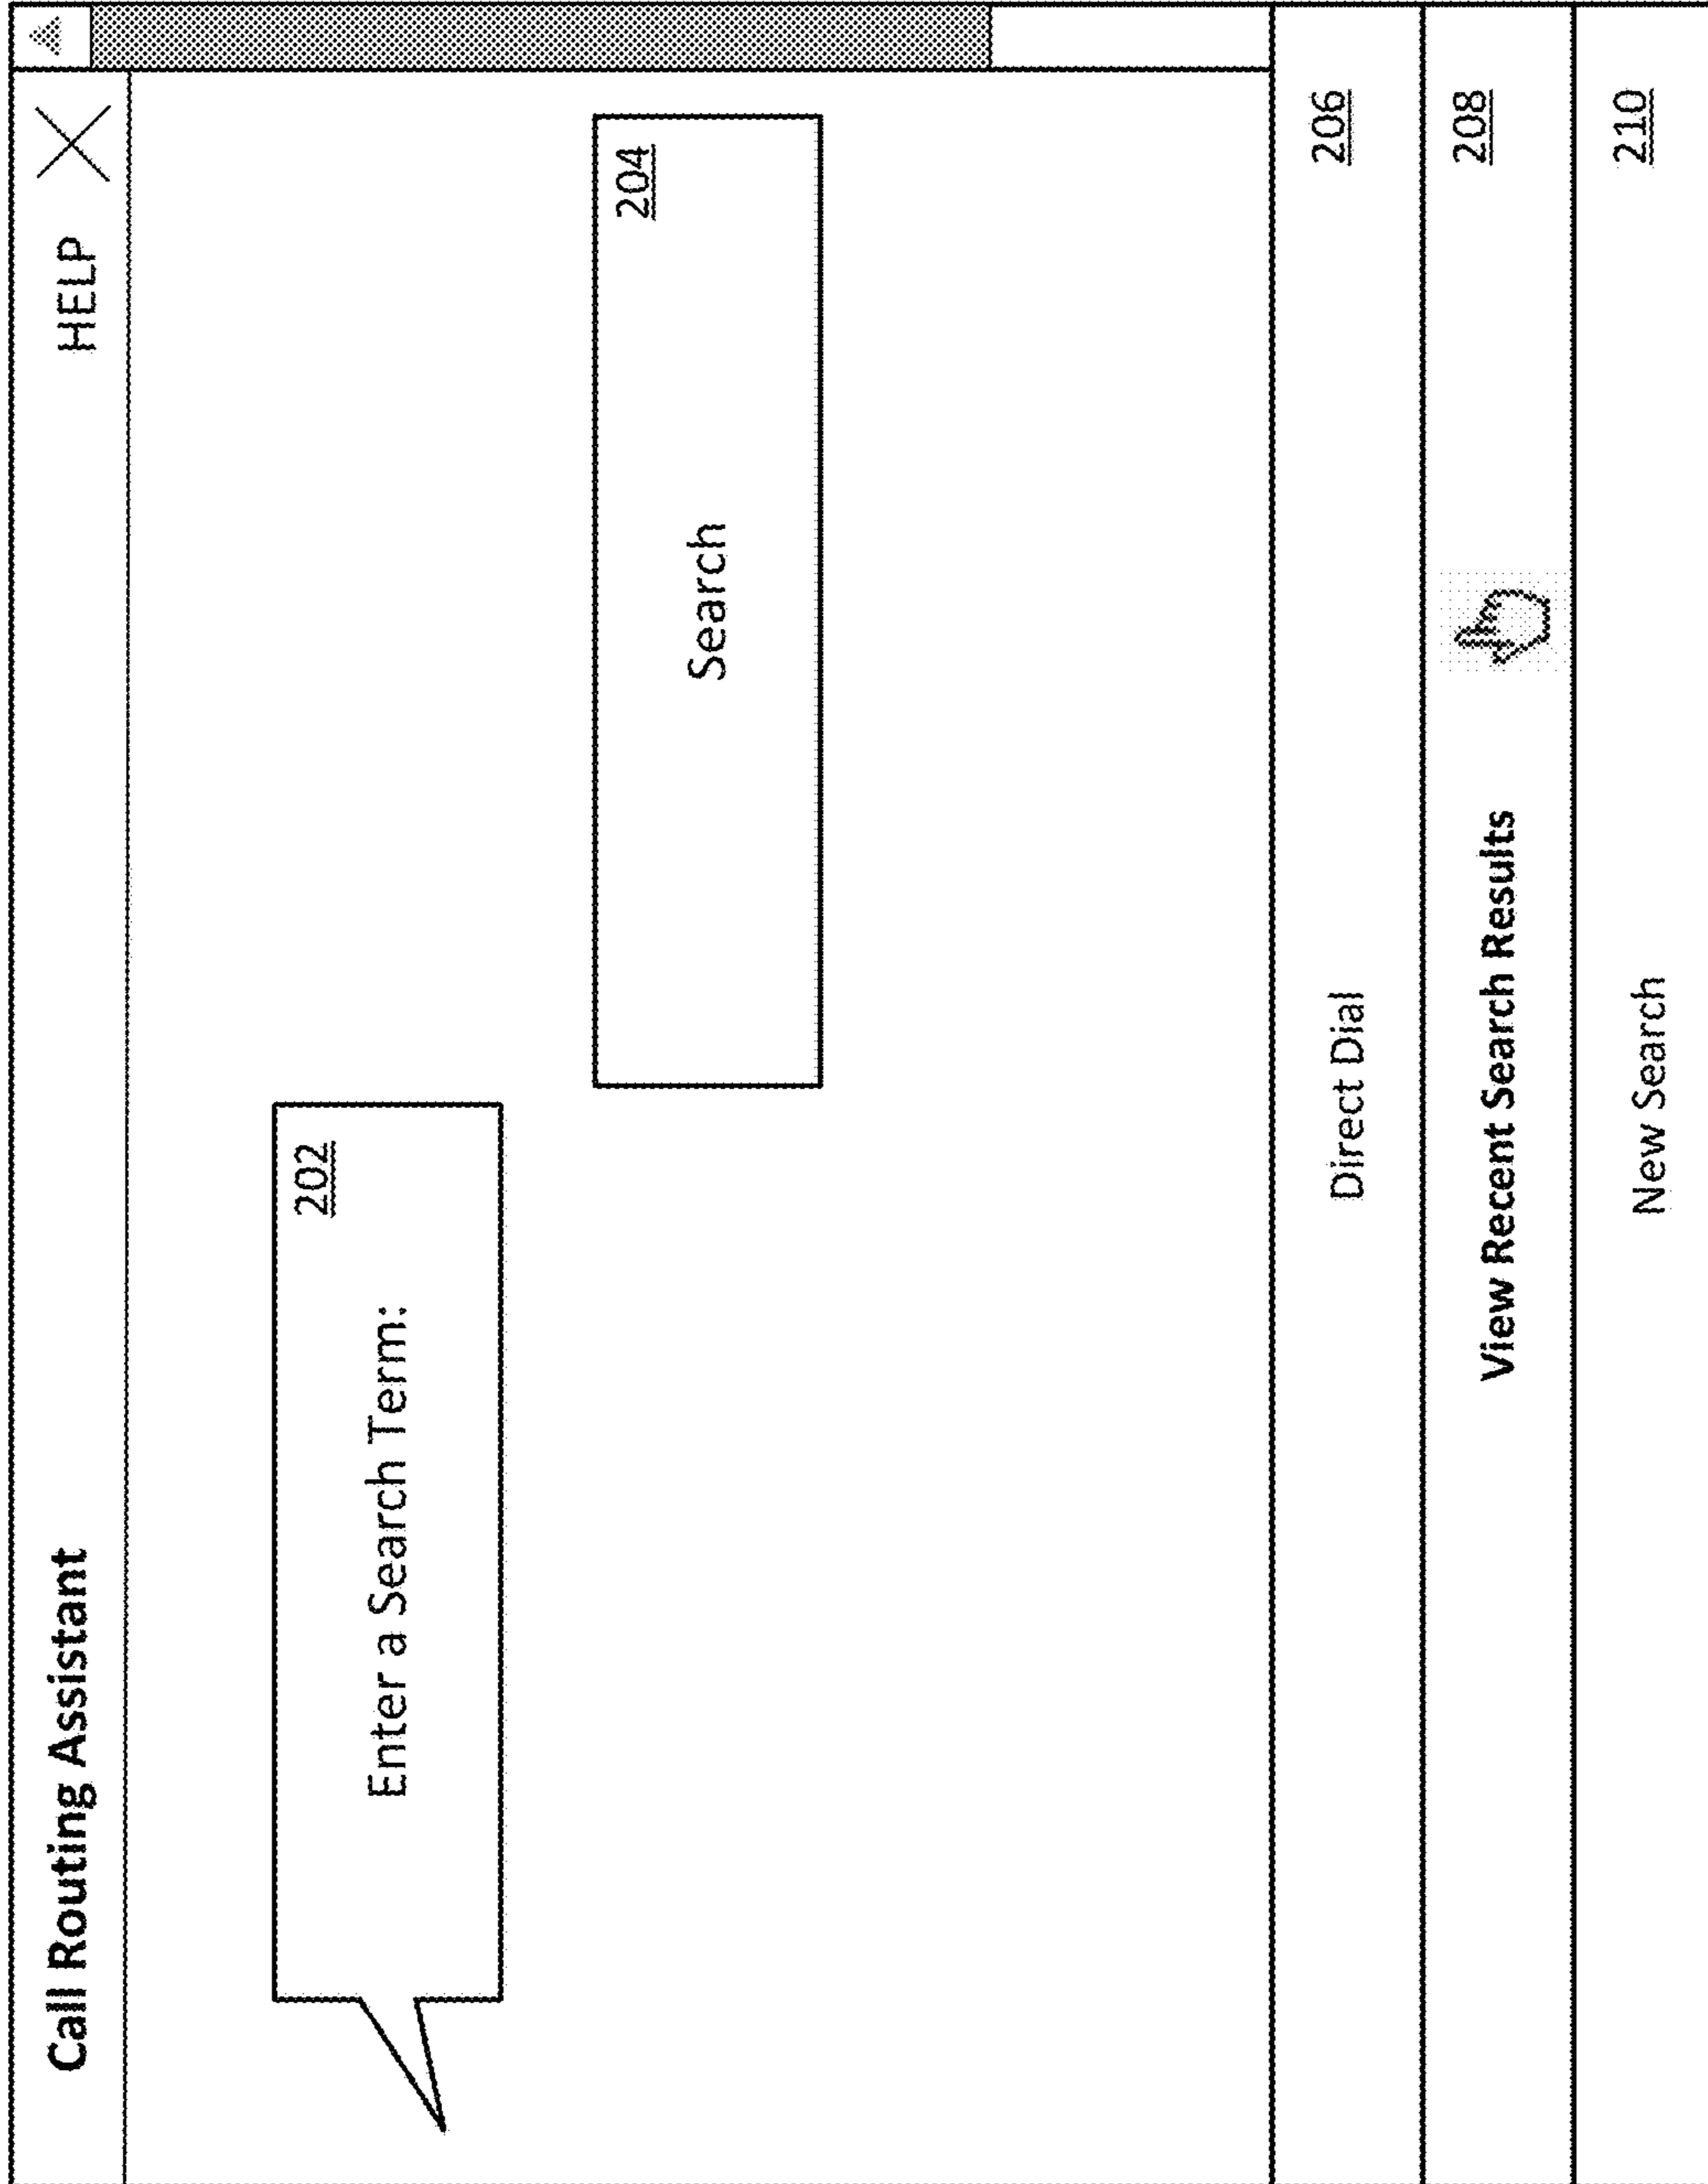 Call Routing Assistant HELP
202
Enter a Search Term:
204
Search
Direct Dial 206
View Recent Search Results 208
New Search 210